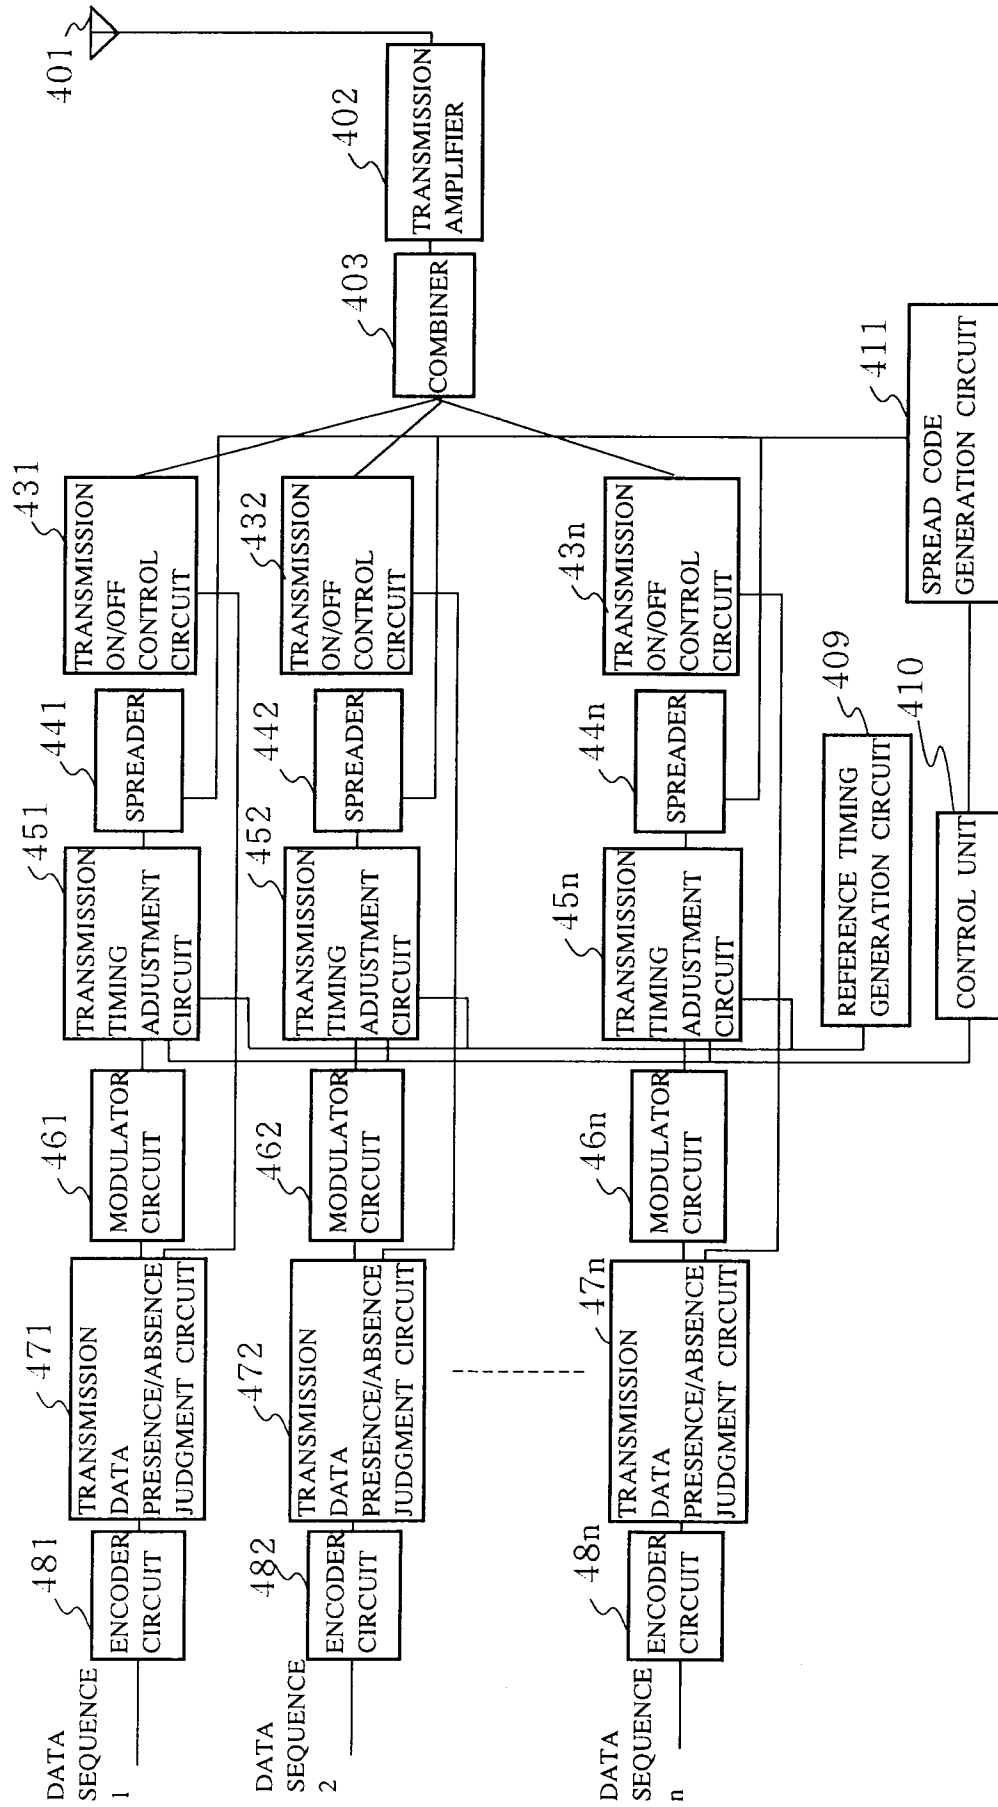 DATA
SEQUENCE
1
481
ENCODER
CIRCUIT
471
TRANSMISSION
DATA
PRESENCE/ABSENCE
JUDGMENT CIRCUIT
461
MODULATOR
CIRCUIT
451
TRANSMISSION
TIMING
ADJUSTMENT
CIRCUIT
441
SPREADER
431
TRANSMISSION
ON/OFF
CONTROL
CIRCUIT
401
DATA
SEQUENCE
2
482
ENCODER
CIRCUIT
472
TRANSMISSION
DATA
PRESENCE/ABSENCE
JUDGMENT CIRCUIT
462
MODULATOR
CIRCUIT
452
TRANSMISSION
TIMING
ADJUSTMENT
CIRCUIT
442
SPREADER
432
TRANSMISSION
ON/OFF
CONTROL
CIRCUIT
403
COMBINER
402
TRANSMISSION
AMPLIFIER
DATA
SEQUENCE
n
48n
ENCODER
CIRCUIT
47n
TRANSMISSION
DATA
PRESENCE/ABSENCE
JUDGMENT CIRCUIT
46n
MODULATOR
CIRCUIT
45n
TRANSMISSION
TIMING
ADJUSTMENT
CIRCUIT
44n
SPREADER
43n
TRANSMISSION
ON/OFF
CONTROL
CIRCUIT
409
REFERENCE TIMING
GENERATION CIRCUIT
410
CONTROL UNIT
411
SPREAD CODE
GENERATION CIRCUIT